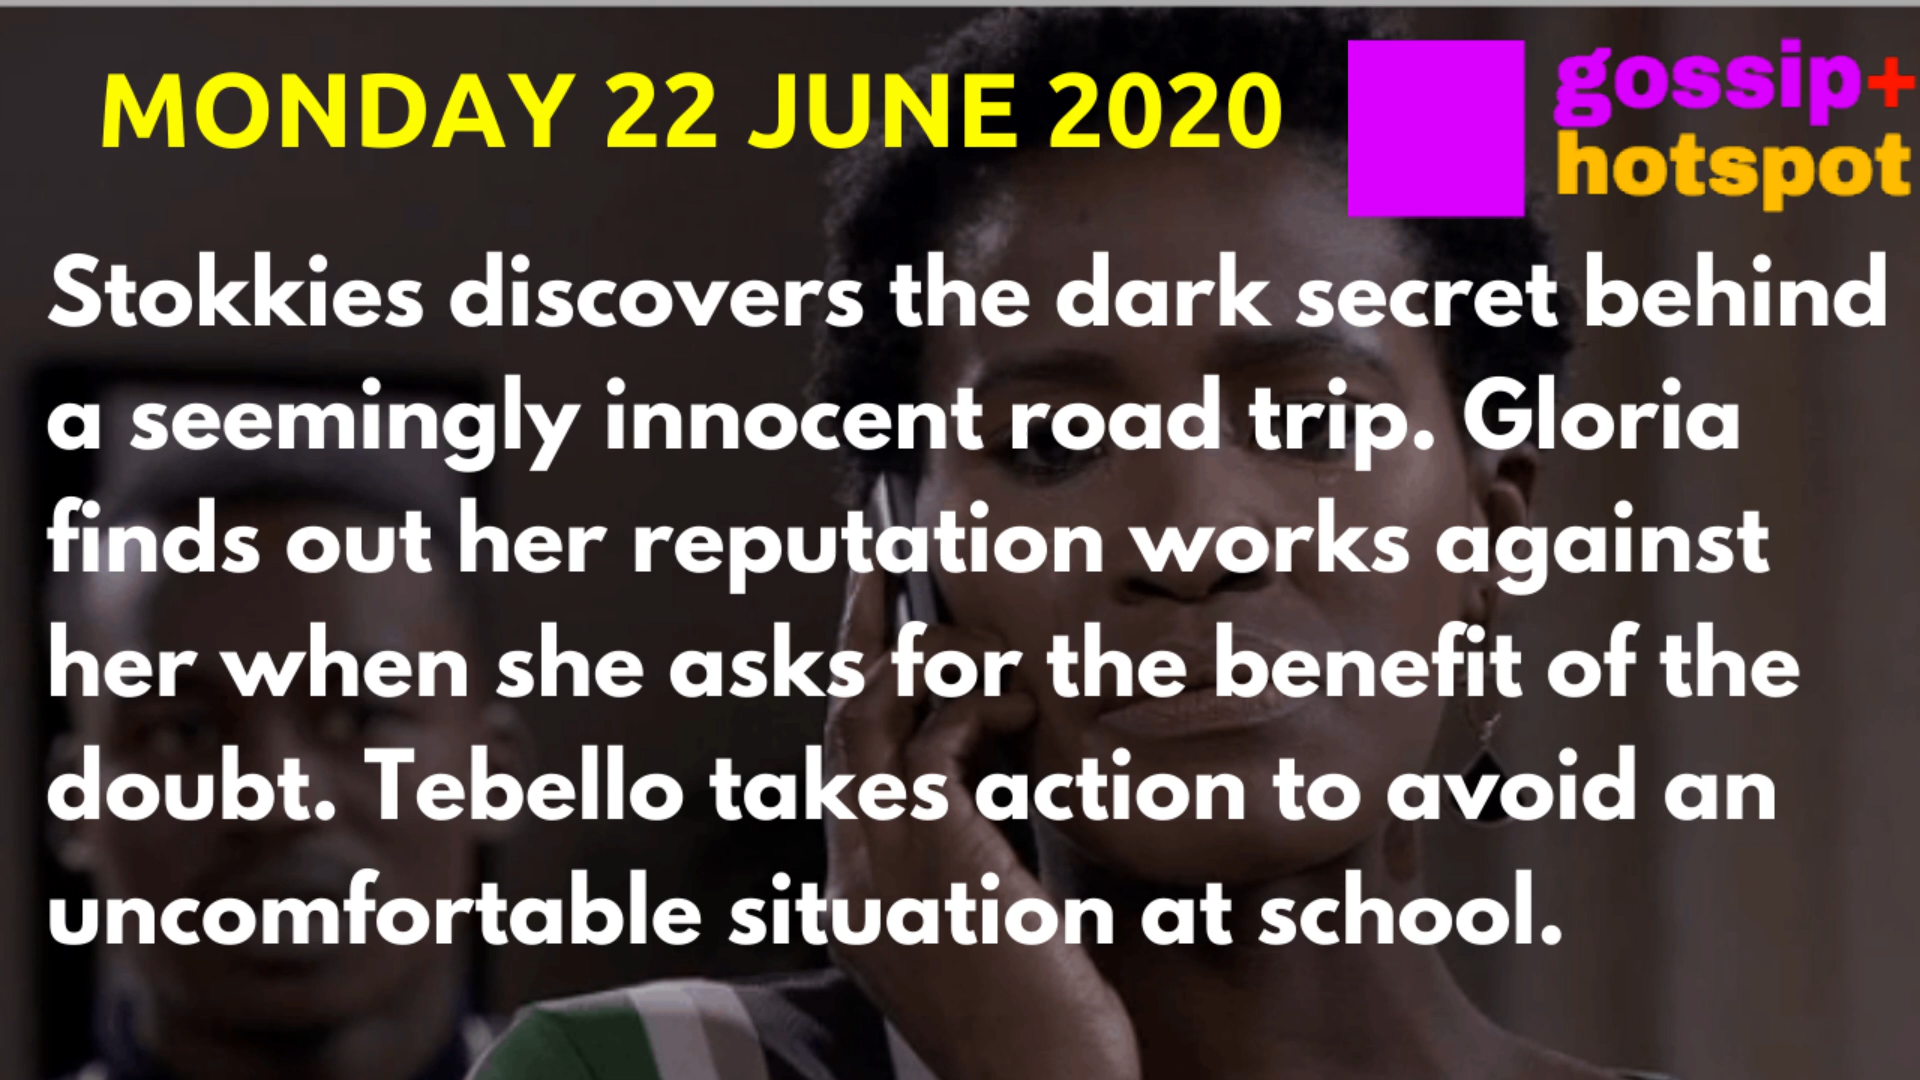 MONDAY 22 JUNE 2020
gossip+
hotspot
Stokkies discovers the dark secret behind
a seemingly innocent road trip. Gloria
finds out her reputation works against
her when she asks for the benefit of the
doubt. Tebello takes action to avoid an
uncomfortable situation at school.